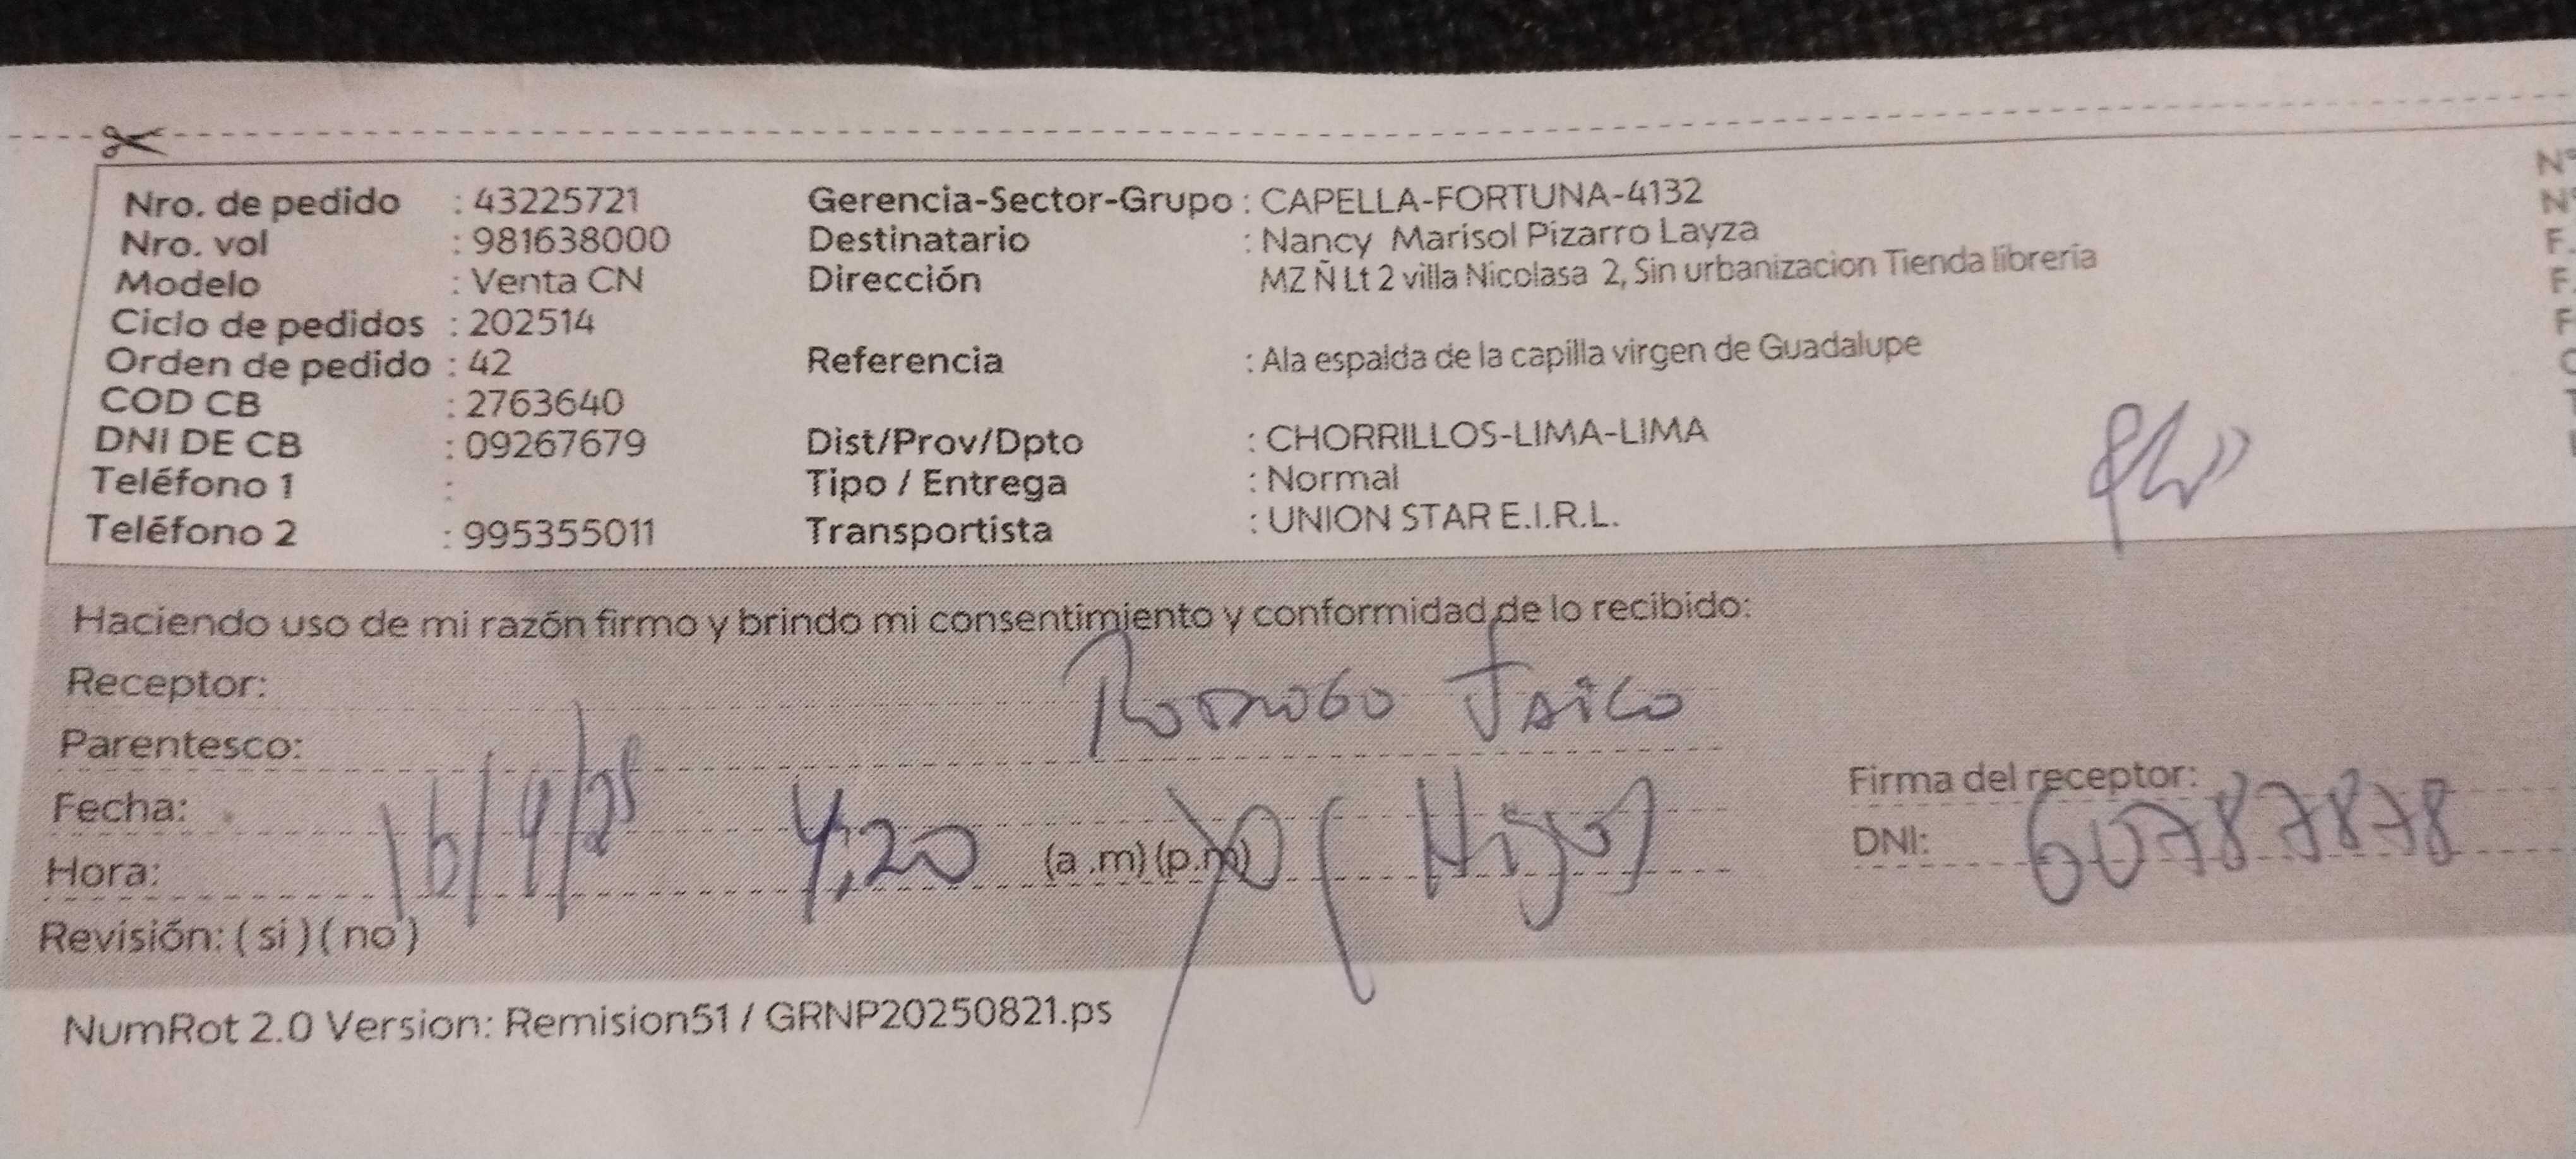 Nro. de pedido : 43225721
Nro. vol : 981638000
Modelo : Venta CN
Ciclo de pedidos : 202514
Orden de pedido : 42
COD CB : 2763640
DNI DE CB : 09267679
Teléfono 1 :
Teléfono 2 : 995355011
Gerencia-Sector-Grupo : CAPELLA-FORTUNA-4132
Destinatario : Nancy Marisol Pizarro Layza
Dirección MZ Ñ Lt 2 villa Nicolasa 2, Sin urbanizacion Tienda libreria
Referencia : Ala espalda de la capilla virgen de Guadalupe
Dist/Prov/Dpto : CHORRILLOS-LIMA-LIMA
Tipo / Entrega : Normal
Transportista : UNION STAR E.I.R.L.
Haciendo uso de mi razón firmo y brindo mi consentimiento y conformidad de lo recibido:
Receptor:
Parentesco:
Fecha: 16/9/25
Hora: 4:20 (a .m) (p.m) (Hijo)
Revisión: ( si ) ( no )
Firma del receptor:
DNI: 60787878
NumRot 2.0 Version: Remision51 / GRNP20250821.ps